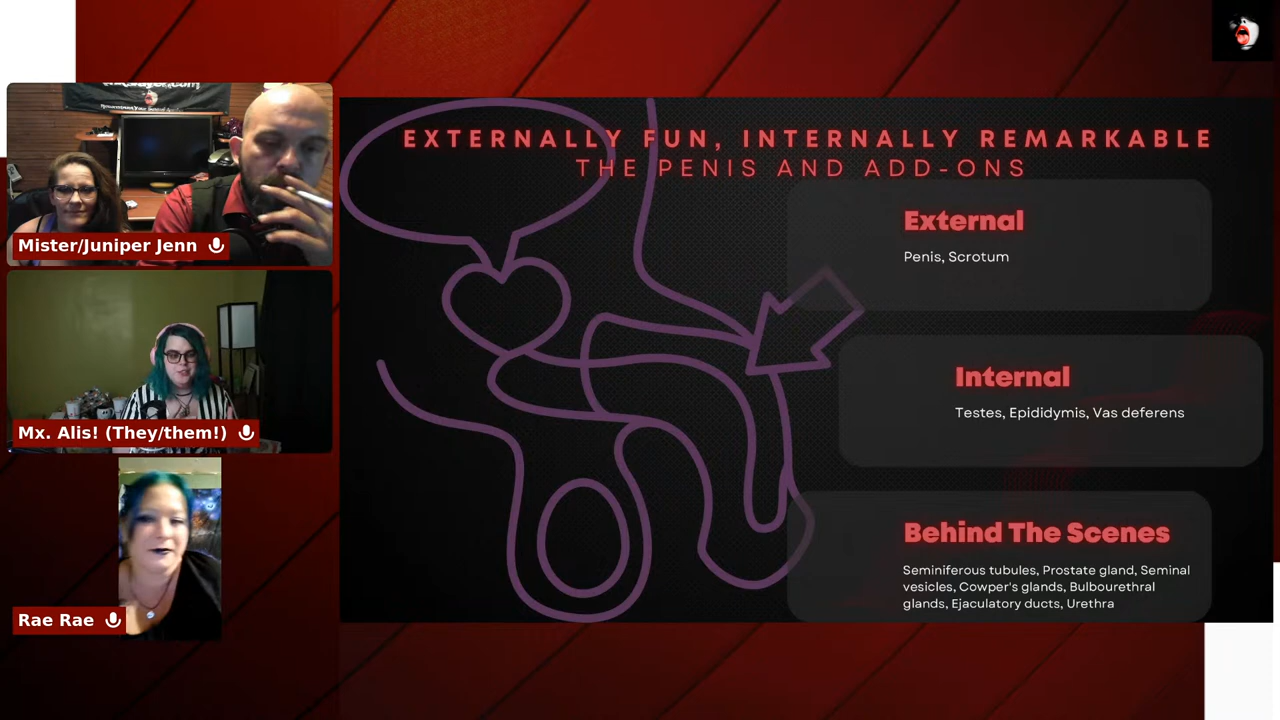 EXTERNALLY FUN, INTERNALLY REMARKABLE
THE PENIS AND ADD-ONS
External
Penis, Scrotum
Internal
Testes, Epididymis, Vas deferens
Behind The Scenes
Seminiferous tubules, Prostate gland, Seminal
vesicles, Cowper's glands, Bulbourethral
glands, Ejaculatory ducts, Urethra
Mister/Juniper Jenn
Mx. Alis! (They/them!)
Rae Rae